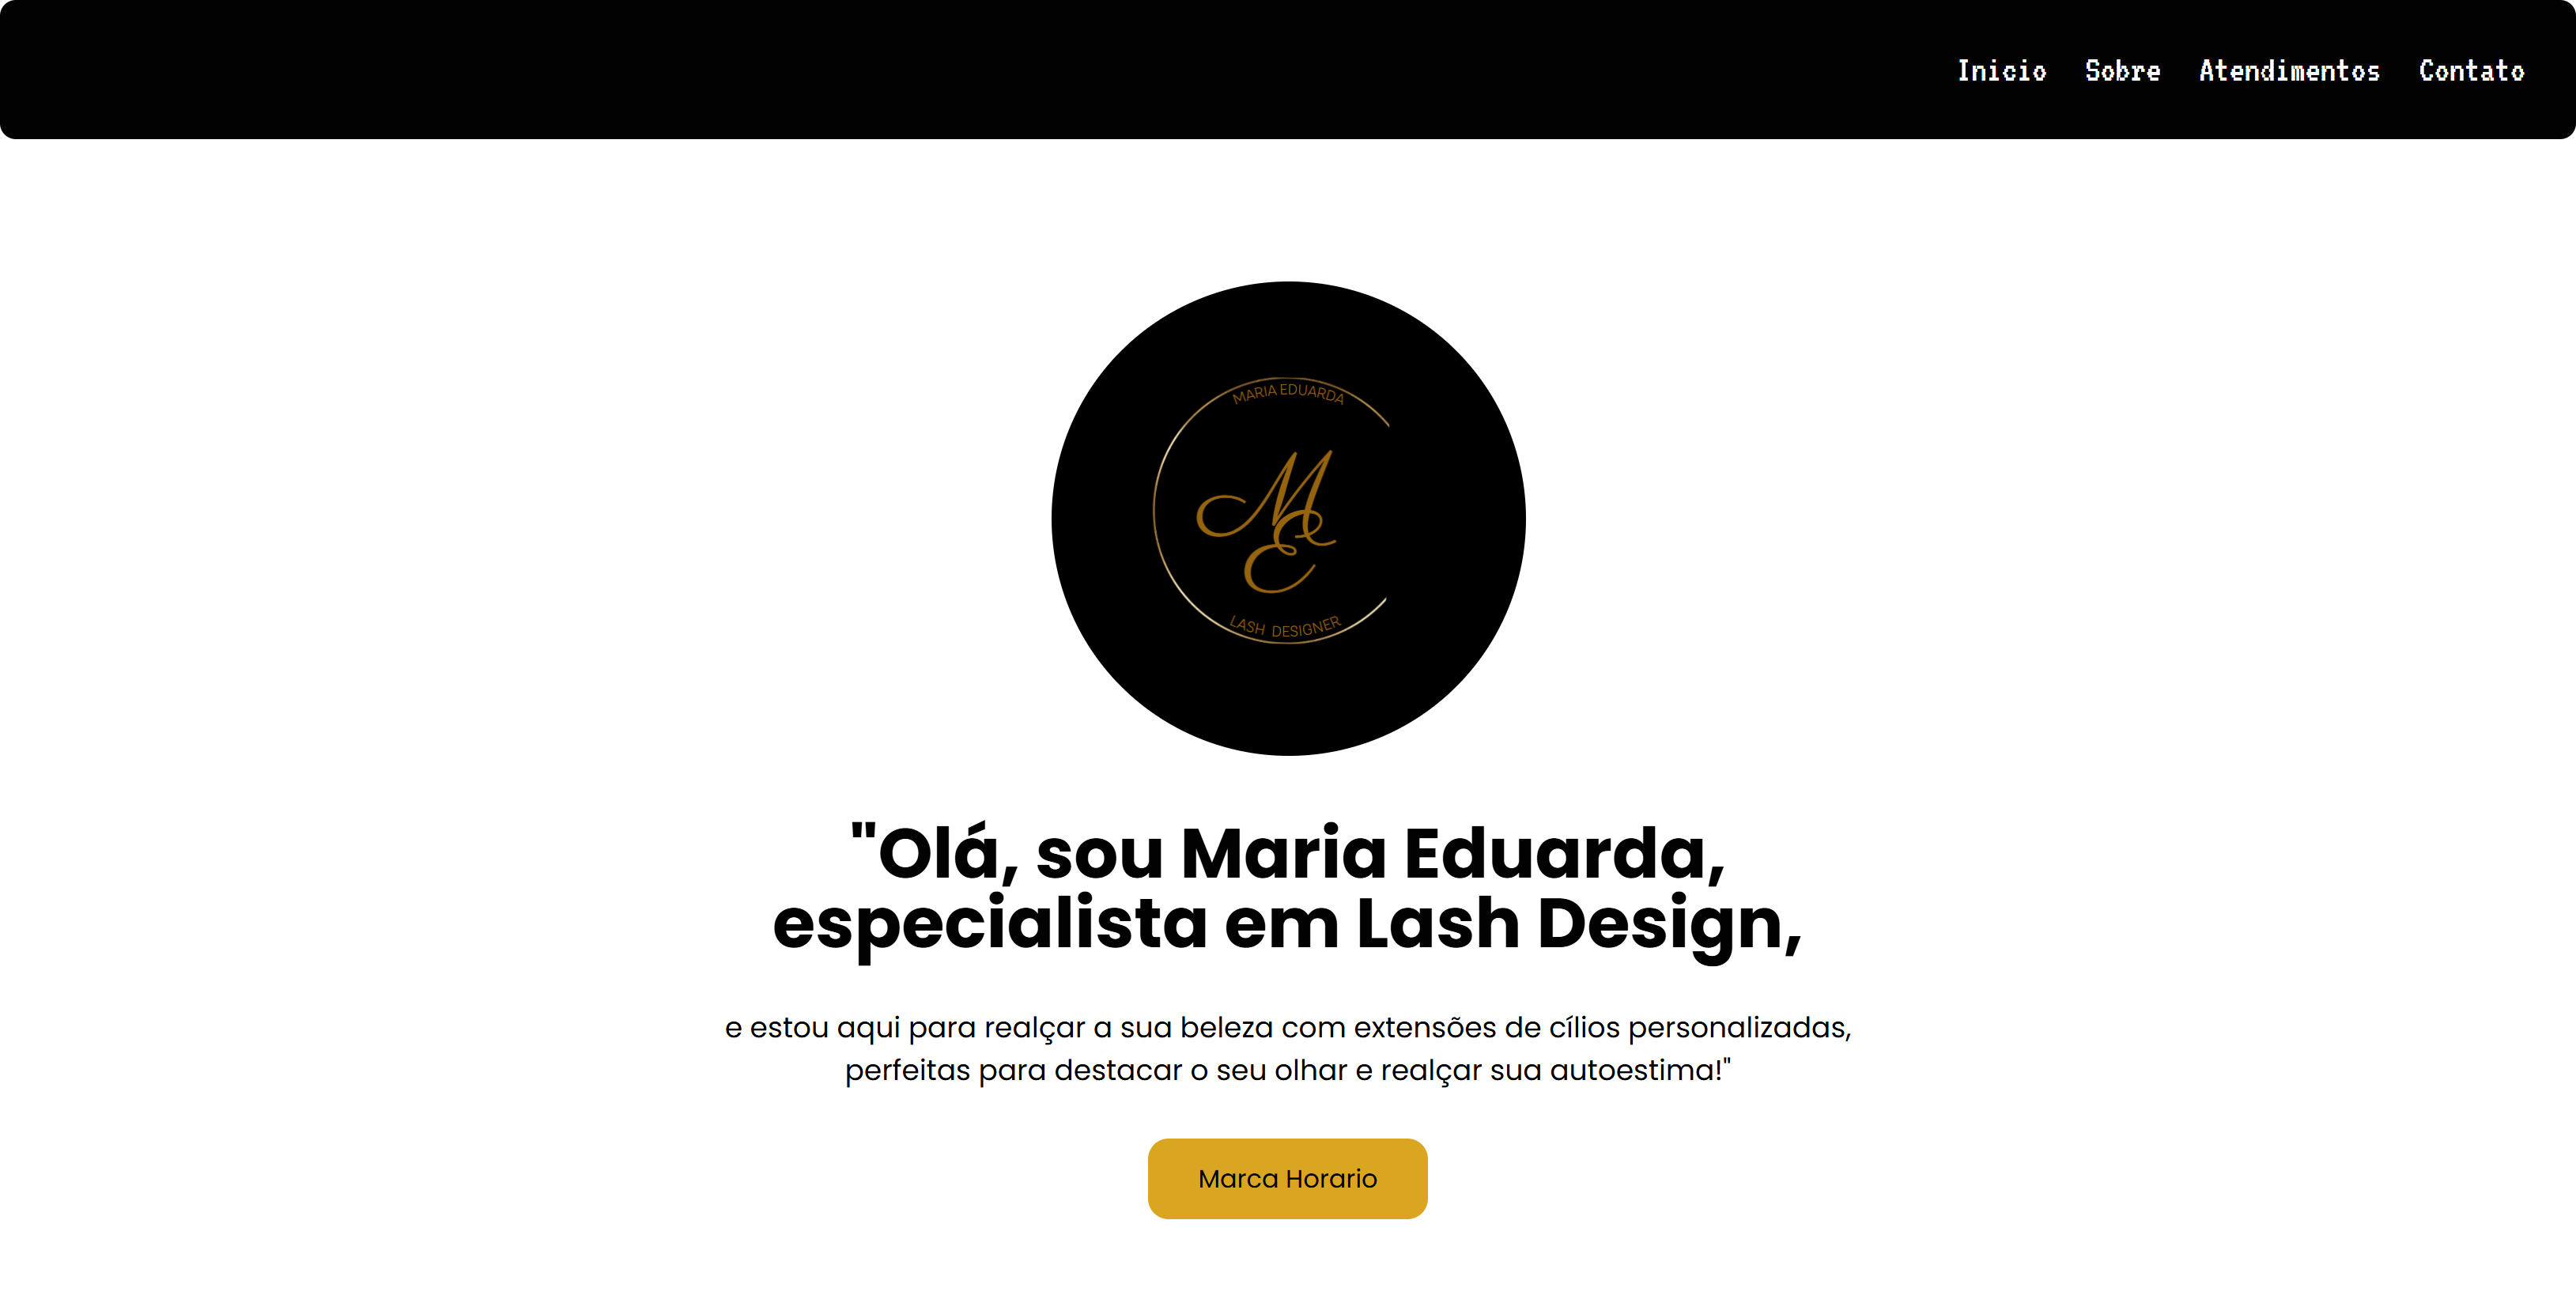 Inicio Sobre Atendimentos Contato
MARIA EDUARDA
ME
LASH DESIGNER
"Olá, sou Maria Eduarda,
especialista em Lash Design,
e estou aqui para realçar a sua beleza com extensões de cílios personalizadas,
perfeitas para destacar o seu olhar e realçar sua autoestima!"
Marca Horario